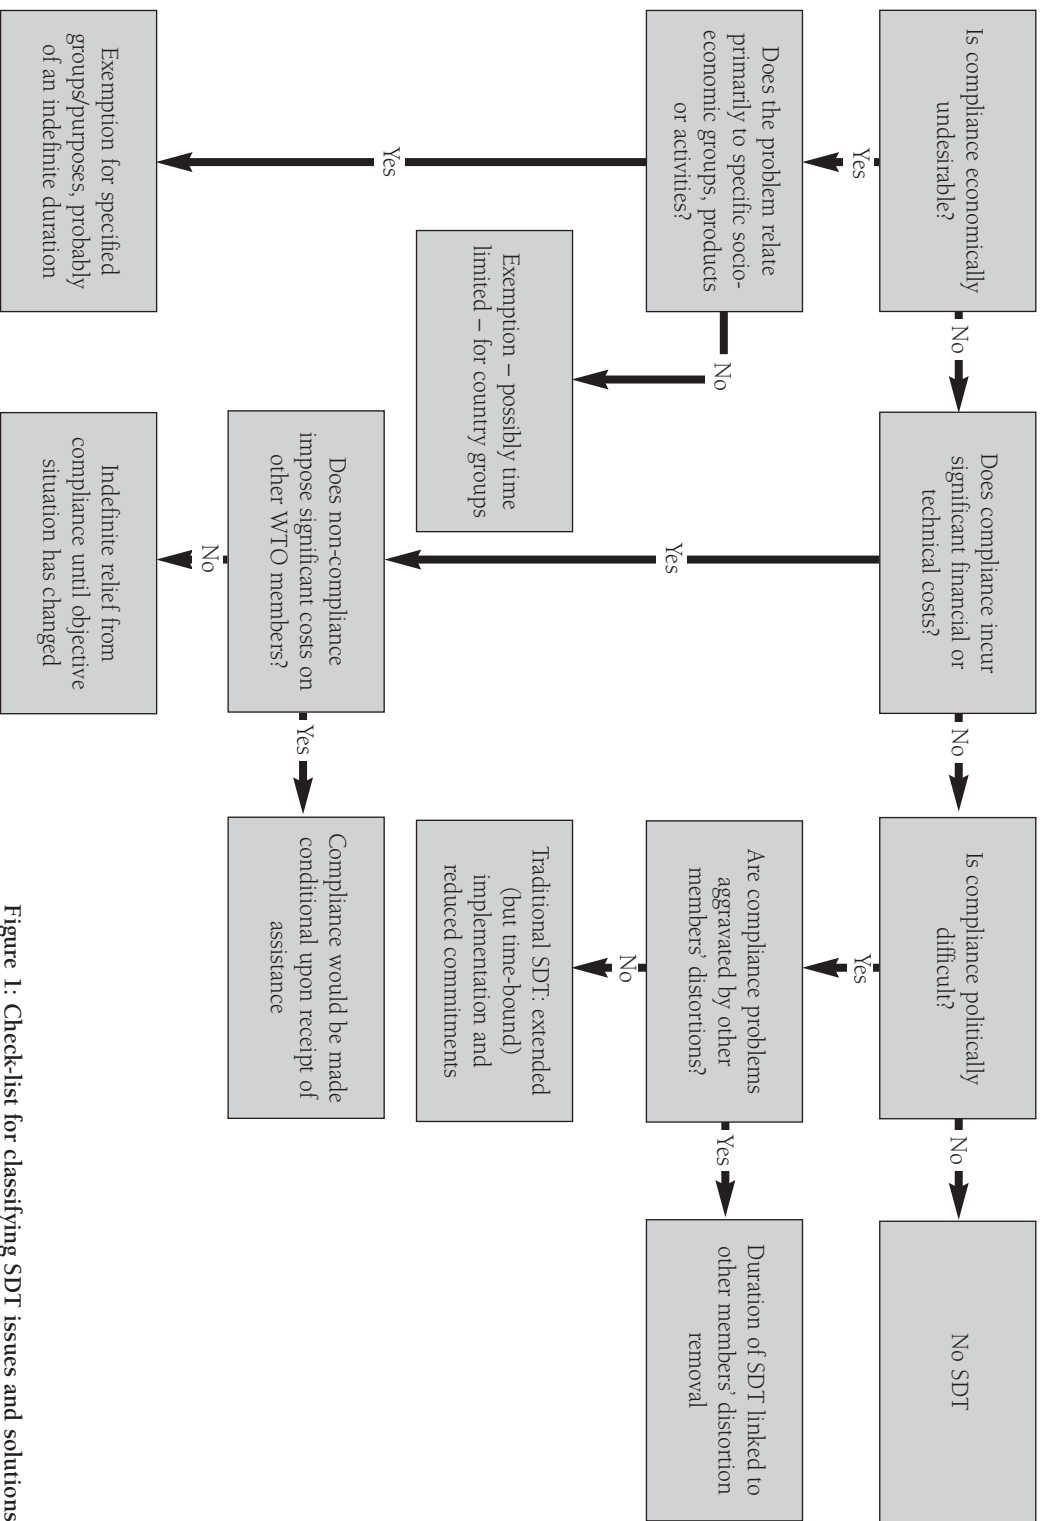 Is compliance economically
undesirable?
No
Does compliance incur
significant financial or
technical costs?
No
Is compliance politically
difficult?
No
No SDT
Yes
Does the problem relate
primarily to specific socio-
economic groups, products
or activities?
No
Yes
Exemption – possibly time
limited – for country groups
Yes
Are compliance problems
aggravated by other
members’ distortions?
Yes
Duration of SDT linked to
other members’ distortion
removal
No
Traditional SDT: extended
(but time-bound)
implementation and
reduced commitments
Yes
Does non-compliance
impose significant costs on
other WTO members?
Yes
Compliance would be made
conditional upon receipt of
assistance
No
Exemption for specified
groups/purposes, probably
of an indefinite duration
Indefinite relief from
compliance until objective
situation has changed
Figure 1: Check-list for classifying SDT issues and solutions